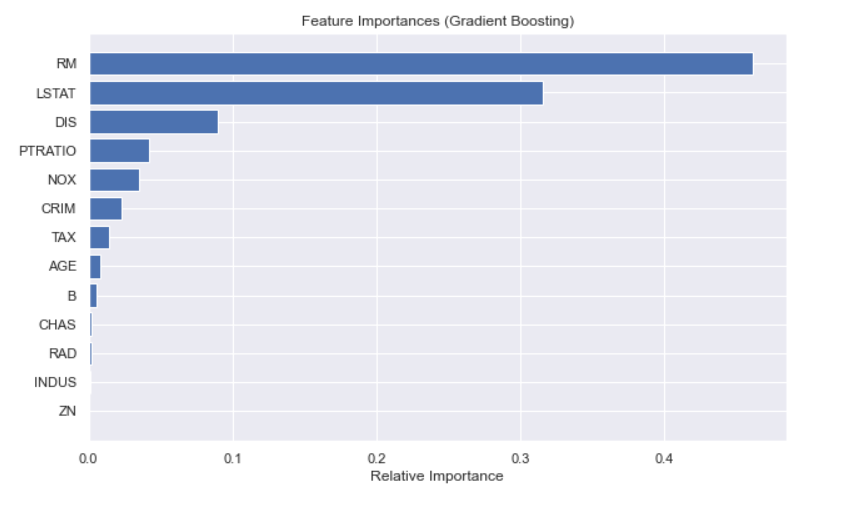 Feature Importances (Gradient Boosting)
RM
LSTAT
DIS
PTRATIO
NOX
CRIM
TAX
AGE
B
CHAS
RAD
INDUS
ZN
0.0 0.1 0.2 0.3 0.4
Relative Importance